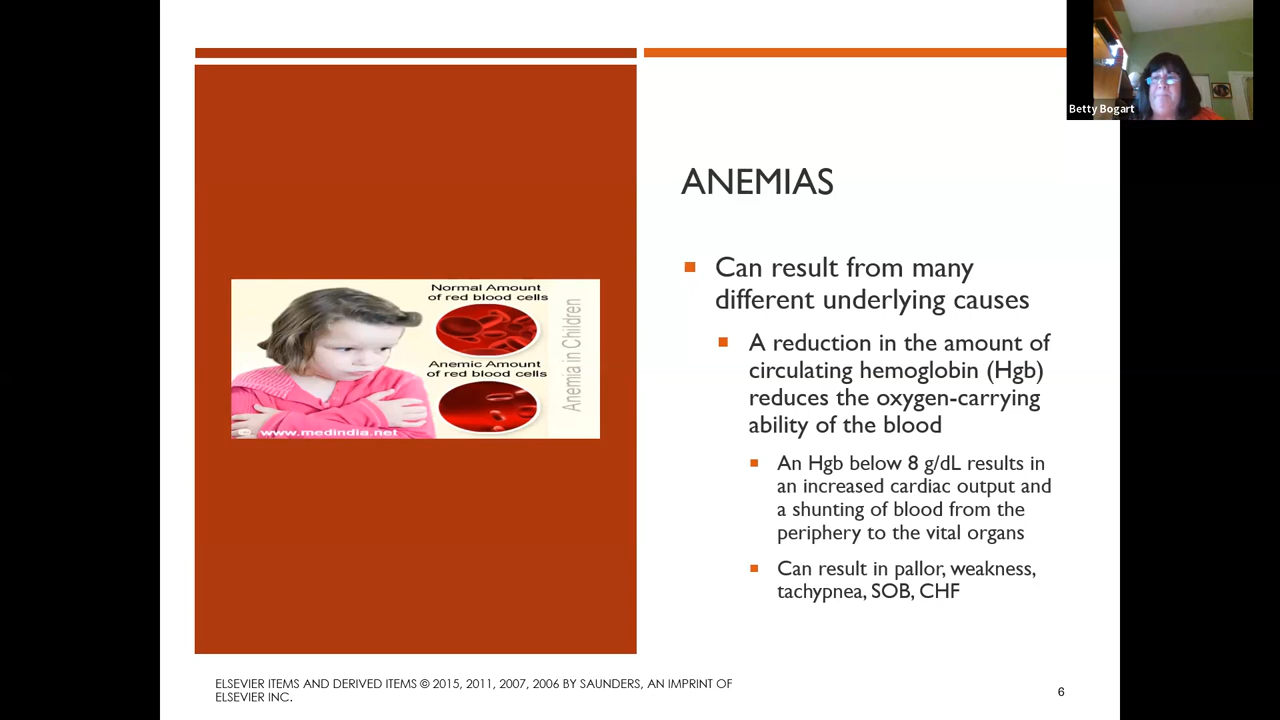 Betty Bogart
ANEMIAS
Can result from many
different underlying causes
A reduction in the amount of
circulating hemoglobin (Hgb)
reduces the oxygen-carrying
ability of the blood
An Hgb below 8 g/dL results in
an increased cardiac output and
a shunting of blood from the
periphery to the vital organs
Can result in pallor, weakness,
tachypnea, SOB, CHF
Normal Amount
of red blood cells
Anemic Amount
of red blood cells
Anemia in Children
www.medindia.net
ELSEVIER ITEMS AND DERIVED ITEMS © 2015, 2011, 2007, 2006 BY SAUNDERS, AN IMPRINT OF
ELSEVIER INC.
6